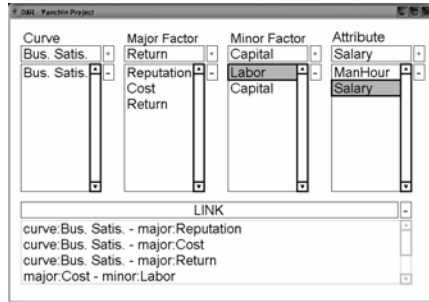 DAR - Yanchin Project
Curve Major Factor Minor Factor Attribute
Bus. Satis. + Return + Capital + Salary +
Bus. Satis. - Reputation - Labor - ManHour -
Cost Capital Salary
Return
LINK -
curve:Bus. Satis. - major:Reputation
curve:Bus. Satis. - major:Cost
curve:Bus. Satis. - major:Return
major:Cost - minor:Labor